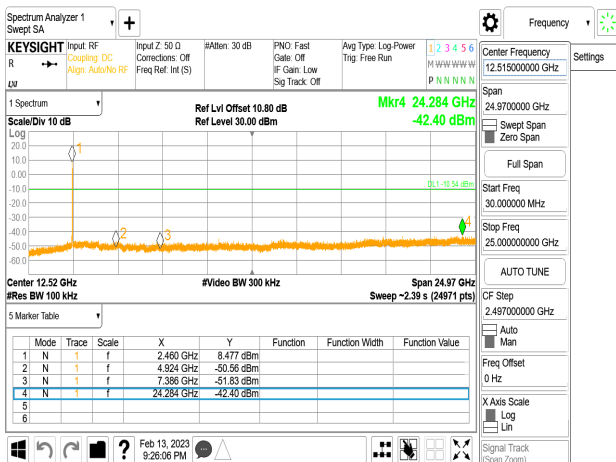 Spectrum Analyzer 1
Swept SA
Frequency
KEYSIGHT
R
LXI
Input: RF
Coupling: DC
Align: Auto/No RF
Input Z: 50 Ω
Corrections: Off
Freq Ref: Int (S)
#Atten: 30 dB
PNO: Fast
Gate: Off
IF Gain: Low
Sig Track: Off
Avg Type: Log-Power
Trig: Free Run
1 2 3 4 5 6
M W W W W W
P N N N N N
1 Spectrum
Scale/Div 10 dB
Ref Lvl Offset 10.80 dB
Ref Level 30.00 dBm
Mkr4 24.284 GHz
-42.40 dBm
Log
20.0
10.0
0.00
-10.0
-20.0
-30.0
-40.0
-50.0
-60.0
1
2
3
4
DL1 -10.54 dBm
Center 12.52 GHz
#Res BW 100 kHz
#Video BW 300 kHz
Span 24.97 GHz
Sweep ~2.39 s (24971 pts)
5 Marker Table
Mode Trace Scale X Y Function Function Width Function Value
1 N 1 f 2.460 GHz 8.477 dBm
2 N 1 f 4.924 GHz -50.56 dBm
3 N 1 f 7.386 GHz -51.83 dBm
4 N 1 f 24.284 GHz -42.40 dBm
5
6
Feb 13, 2023
9:26:06 PM
Center Frequency
12.515000000 GHz
Span
24.9700000 GHz
Swept Span
Zero Span
Full Span
Start Freq
30.000000 MHz
Stop Freq
25.000000000 GHz
AUTO TUNE
CF Step
2.497000000 GHz
Auto
Man
Freq Offset
0 Hz
X Axis Scale
Log
Lin
Signal Track
(Span Zoom)
Settings